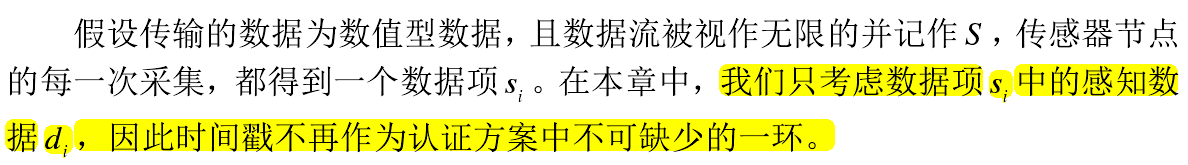 假设传输的数据为数值型数据，且数据流被视作无限的并记作 S ，传感器节点
的每一次采集，都得到一个数据项 sᵢ 。在本章中，我们只考虑数据项 sᵢ 中的感知数
据 dᵢ ，因此时间戳不再作为认证方案中不可缺少的一环。